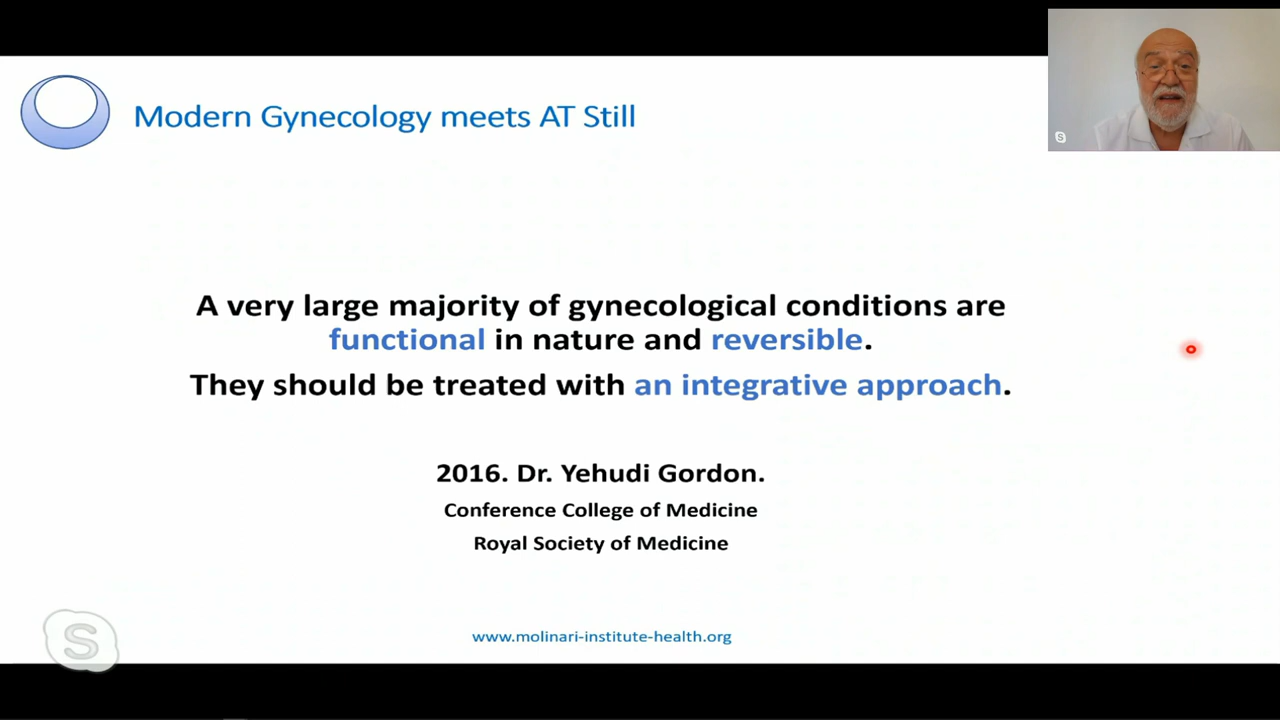 Modern Gynecology meets AT Still
A very large majority of gynecological conditions are
functional in nature and reversible.
They should be treated with an integrative approach.
2016. Dr. Yehudi Gordon.
Conference College of Medicine
Royal Society of Medicine
www.molinari-institute-health.org
S
S